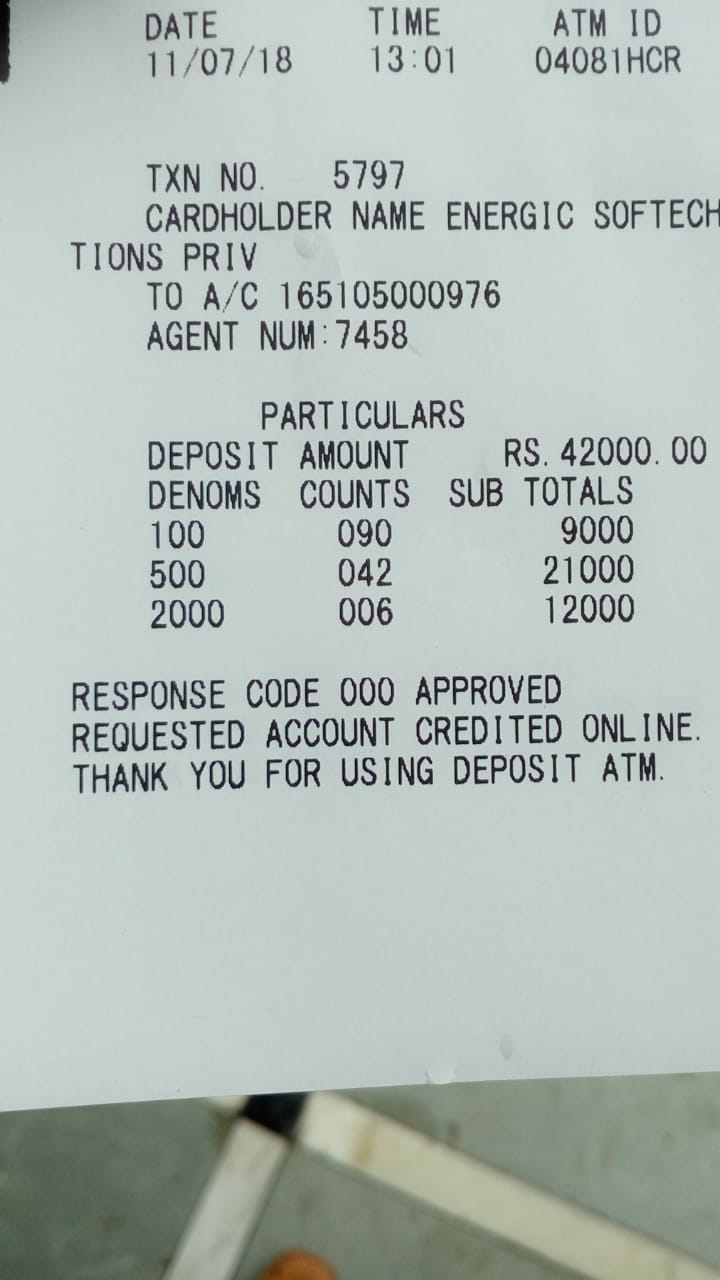 DATE TIME ATM ID
11/07/18 13:01 04081HCR
TXN NO. 5797
CARDHOLDER NAME ENERGIC SOFTECH
TIONS PRIV
TO A/C 165105000976
AGENT NUM:7458
PARTICULARS
DEPOSIT AMOUNT RS. 42000.00
DENOMS COUNTS SUB TOTALS
100 090 9000
500 042 21000
2000 006 12000
RESPONSE CODE 000 APPROVED
REQUESTED ACCOUNT CREDITED ONLINE.
THANK YOU FOR USING DEPOSIT ATM.